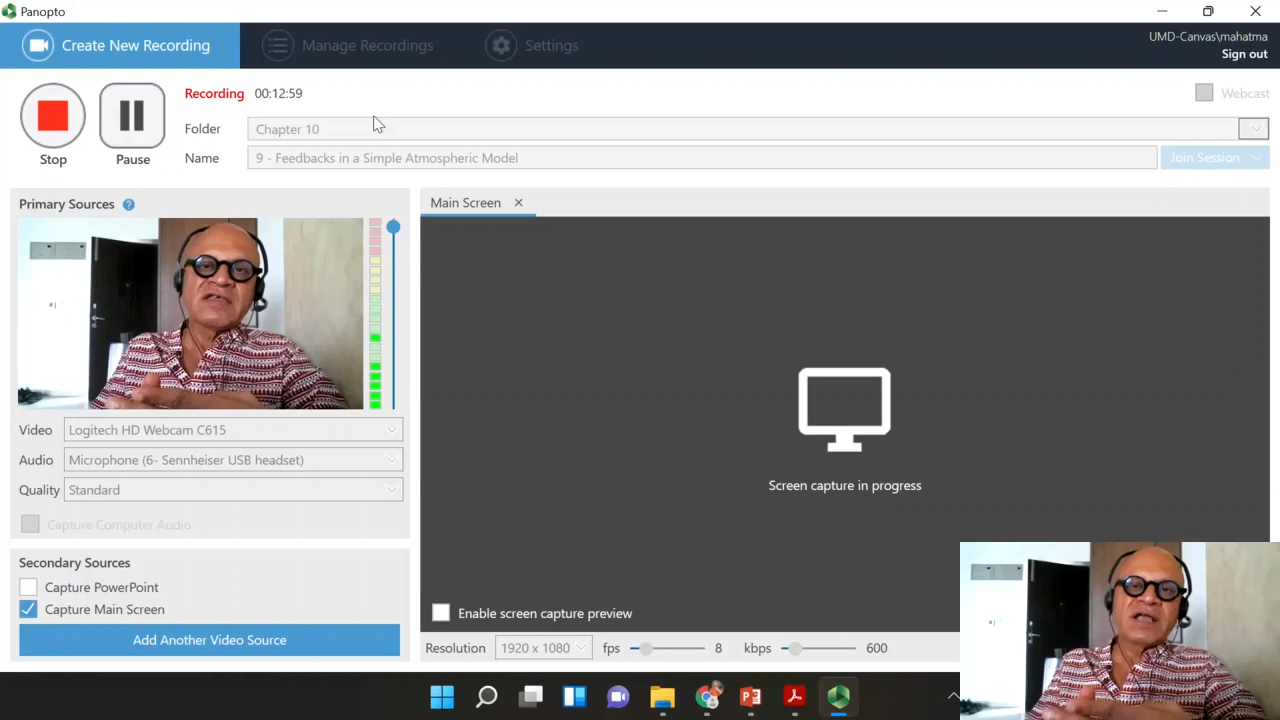 Panopto
Create New Recording
Manage Recordings
Settings
UMD-Canvas\mahatma
Sign out
Recording 00:12:59
Webcast
Folder Chapter 10
Stop
Pause
Name 9 - Feedbacks in a Simple Atmospheric Model
Join Session
Primary Sources ?
Main Screen
Video Logitech HD Webcam C615
Audio Microphone (6- Sennheiser USB headset)
Quality Standard
Capture Computer Audio
Screen capture in progress
Secondary Sources
Capture PowerPoint
Capture Main Screen
Add Another Video Source
Enable screen capture preview
Resolution 1920 x 1080 fps 8 kbps 600